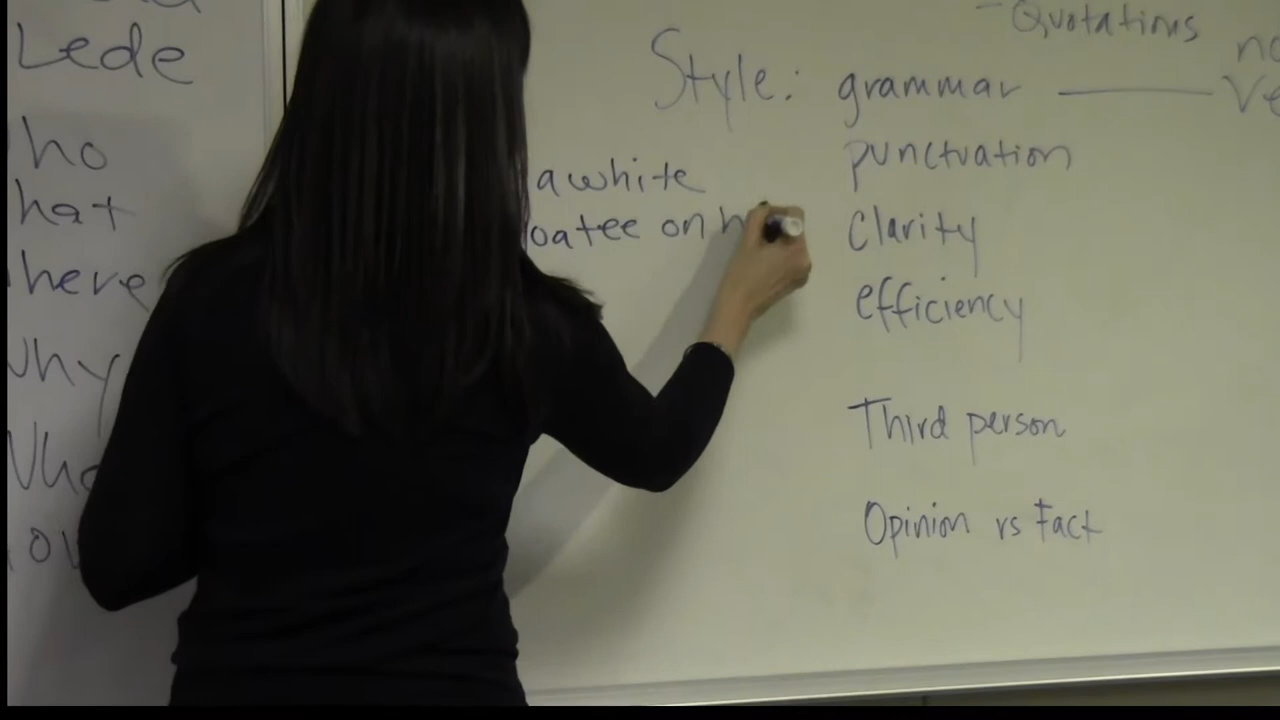 Lede
ho
hat
here
hy
ou
a white
oatee on h
- Quotations
Style: grammar
punctuation
Clarity
efficiency
Third person
Opinion vs Fact